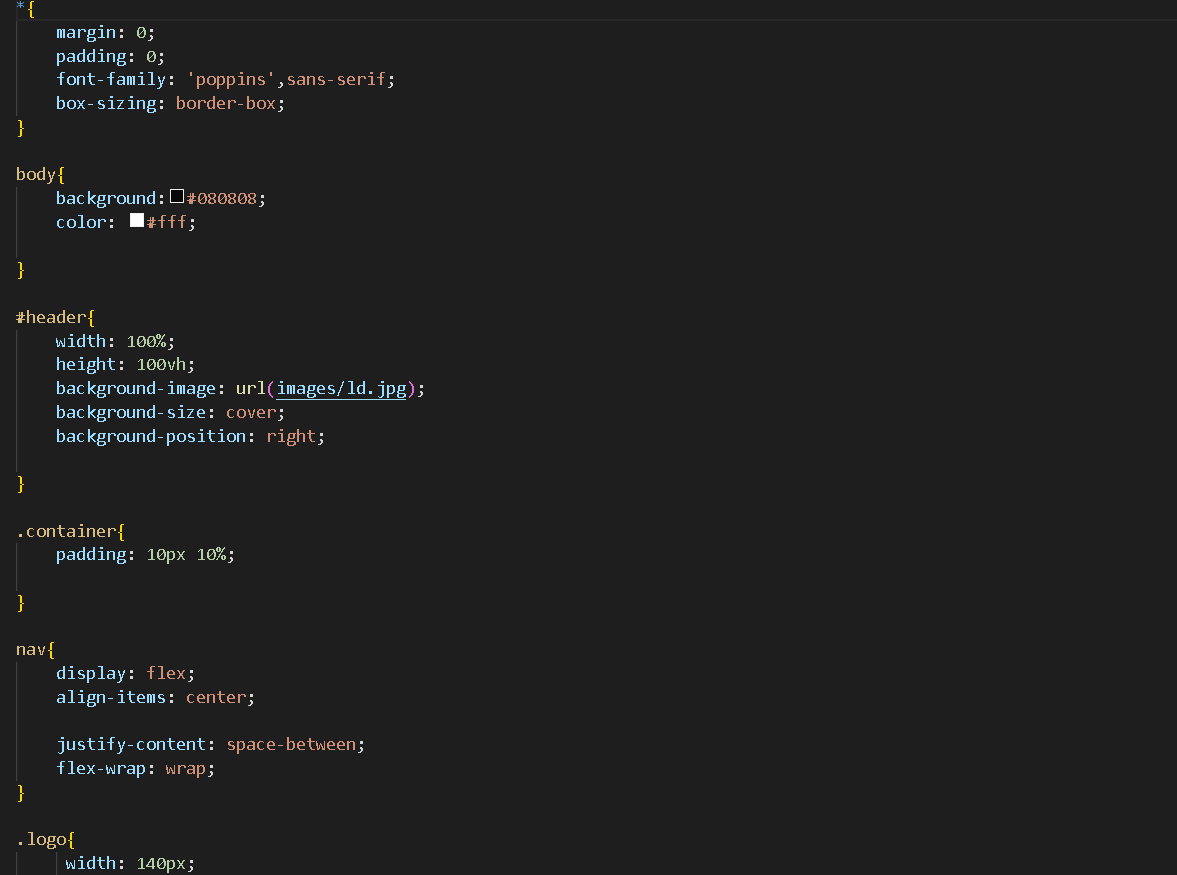 *{
    margin: 0;
    padding: 0;
    font-family: 'poppins',sans-serif;
    box-sizing: border-box;
}
body{
    background:#080808;
    color: #fff;
}
#header{
    width: 100%;
    height: 100vh;
    background-image: url(images/ld.jpg);
    background-size: cover;
    background-position: right;
}
.container{
    padding: 10px 10%;
}
nav{
    display: flex;
    align-items: center;
    justify-content: space-between;
    flex-wrap: wrap;
}
.logo{
     width: 140px;